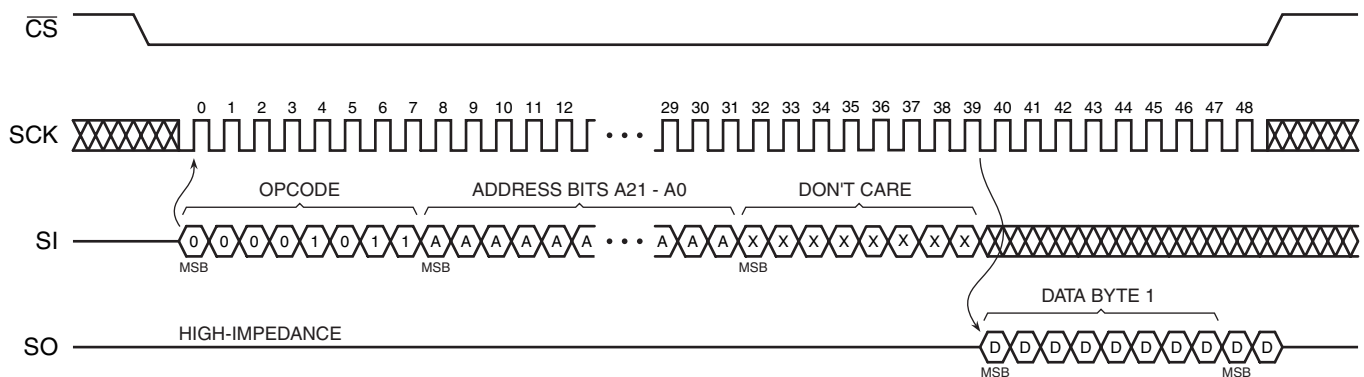 CS
0 1 2 3 4 5 6 7 8 9 10 11 12 29 30 31 32 33 34 35 36 37 38 39 40 41 42 43 44 45 46 47 48
SCK
OPCODE ADDRESS BITS A21 - A0 DON'T CARE
SI 0 0 0 0 1 0 1 1 A A A A A A A A A X X X X X X X X
MSB MSB MSB
DATA BYTE 1
HIGH-IMPEDANCE
SO D D D D D D D D D D
MSB MSB